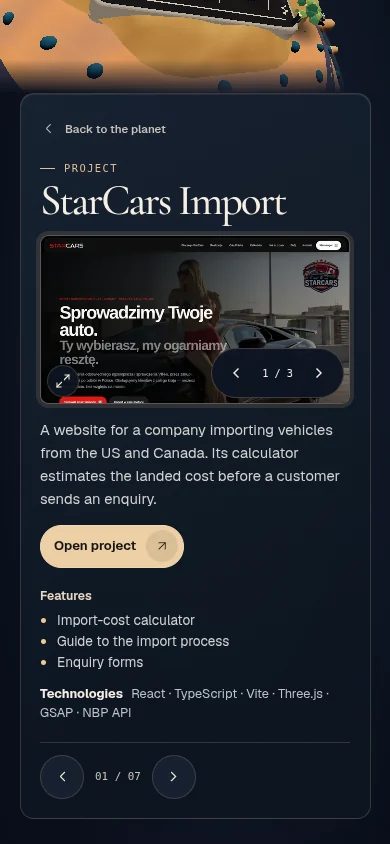 Back to the planet
PROJECT
StarCars Import
STARCARS
STARCARS
Sprowadzimy Twoje
auto.
Ty wybierasz, my ogarniamy
resztę.
1 / 3
A website for a company importing vehicles
from the US and Canada. Its calculator
estimates the landed cost before a customer
sends an enquiry.
Open project
Features
• Import-cost calculator
• Guide to the import process
• Enquiry forms
Technologies React · TypeScript · Vite · Three.js ·
GSAP · NBP API
01 / 07